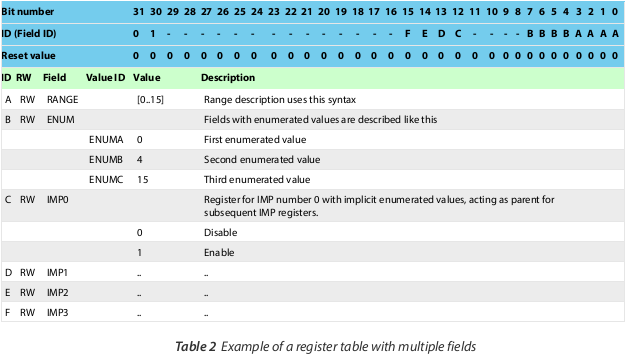 Bit number 31 30 29 28 27 26 25 24 23 22 21 20 19 18 17 16 15 14 13 12 11 10 9 8 7 6 5 4 3 2 1 0
ID (Field ID) 0 1 - - - - - - - - - - - - - - F E D C - - - - B B B B A A A A
Reset value 0 0 0 0 0 0 0 0 0 0 0 0 0 0 0 0 0 0 0 0 0 0 0 0 0 0 0 0 0 0 0 0
ID RW Field Value ID Value Description
A RW RANGE [0..15] Range description uses this syntax
B RW ENUM Fields with enumerated values are described like this
ENUMA 0 First enumerated value
ENUMB 4 Second enumerated value
ENUMC 15 Third enumerated value
C RW IMP0 Register for IMP number 0 with implicit enumerated values, acting as parent for
subsequent IMP registers.
0 Disable
1 Enable
D RW IMP1 .. ..
E RW IMP2 .. ..
F RW IMP3 .. ..
Table 2 Example of a register table with multiple fields